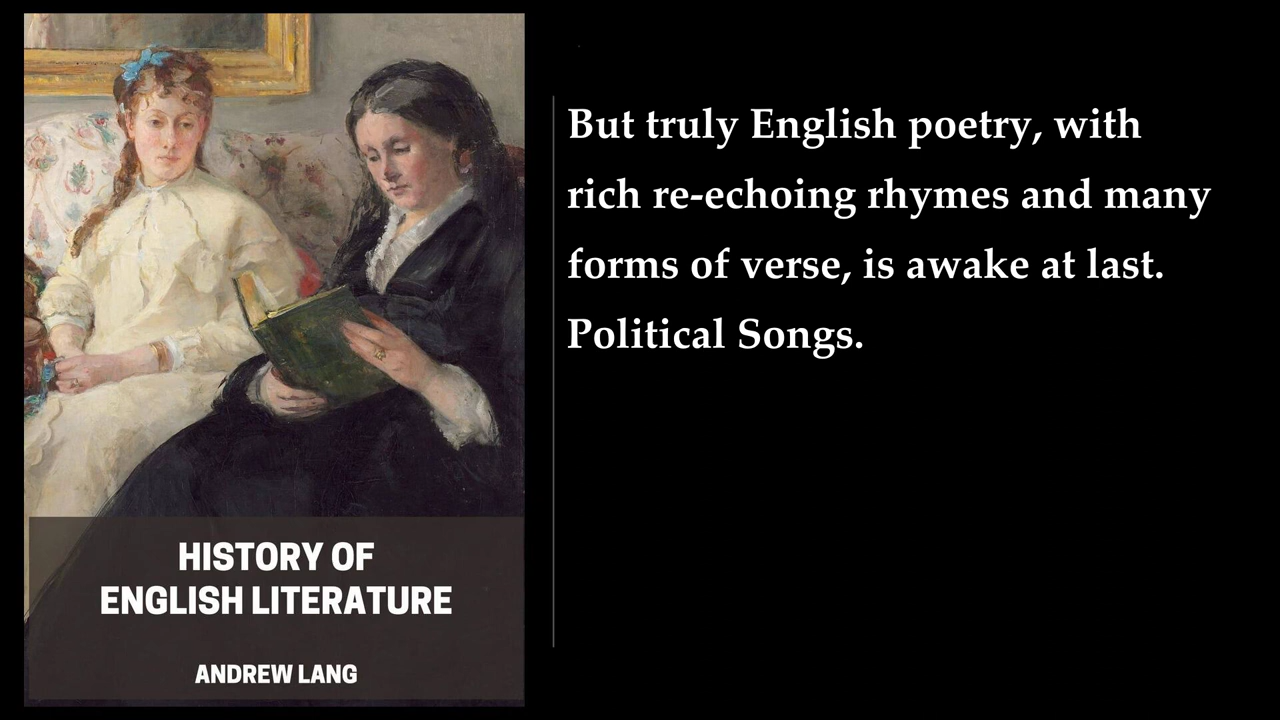 But truly English poetry, with
rich re-echoing rhymes and many
forms of verse, is awake at last.
Political Songs.
HISTORY OF
ENGLISH LITERATURE
ANDREW LANG